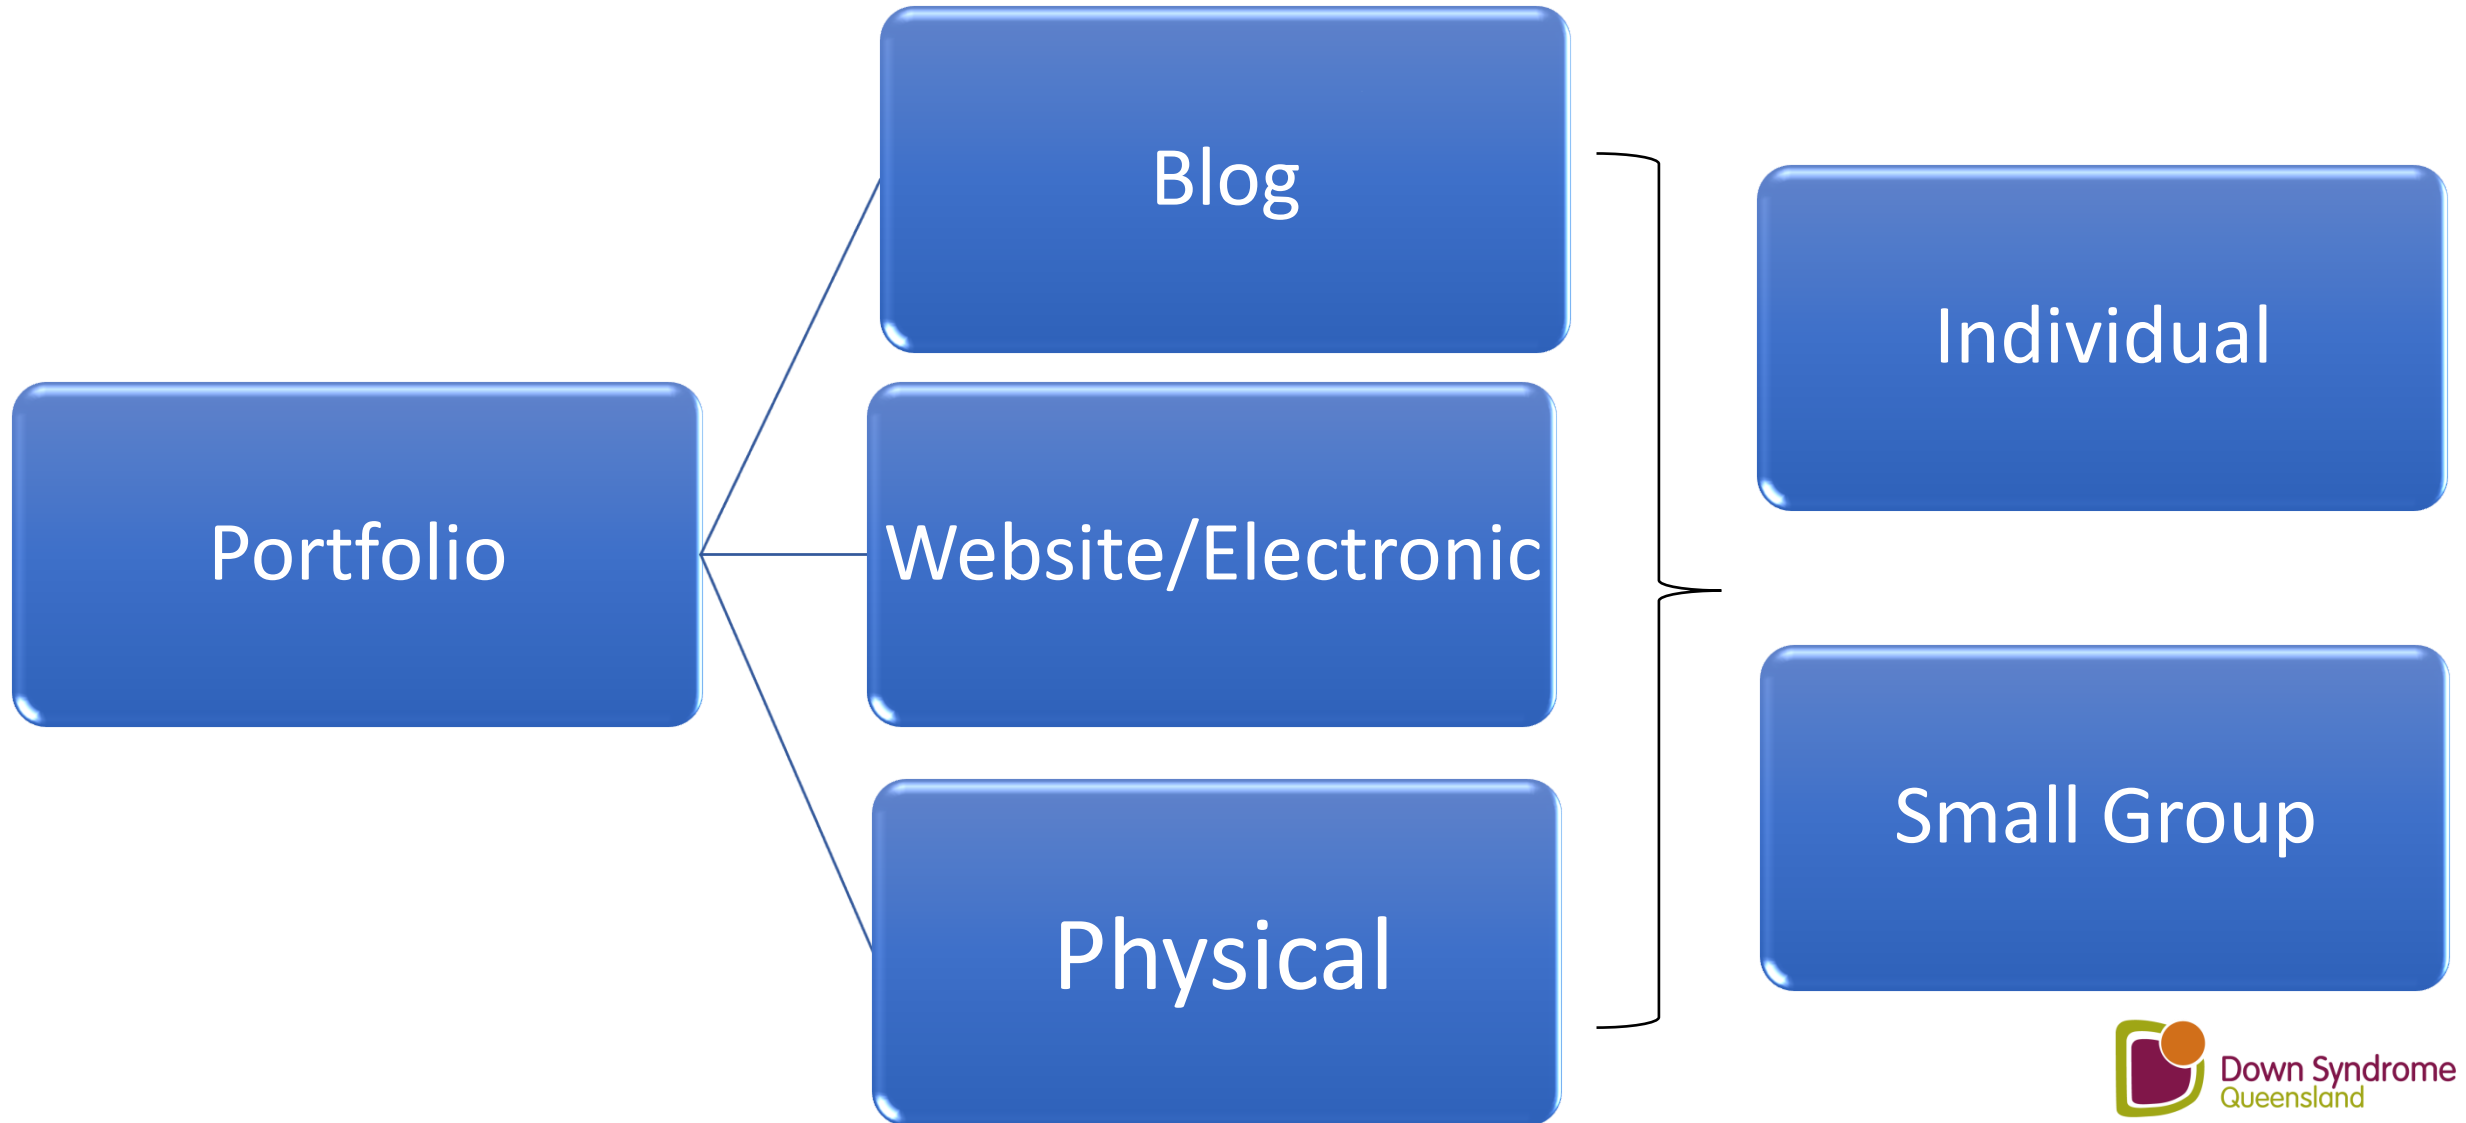 Portfolio
Blog
Website/Electronic
Physical
Individual
Small Group
Down Syndrome
Queensland